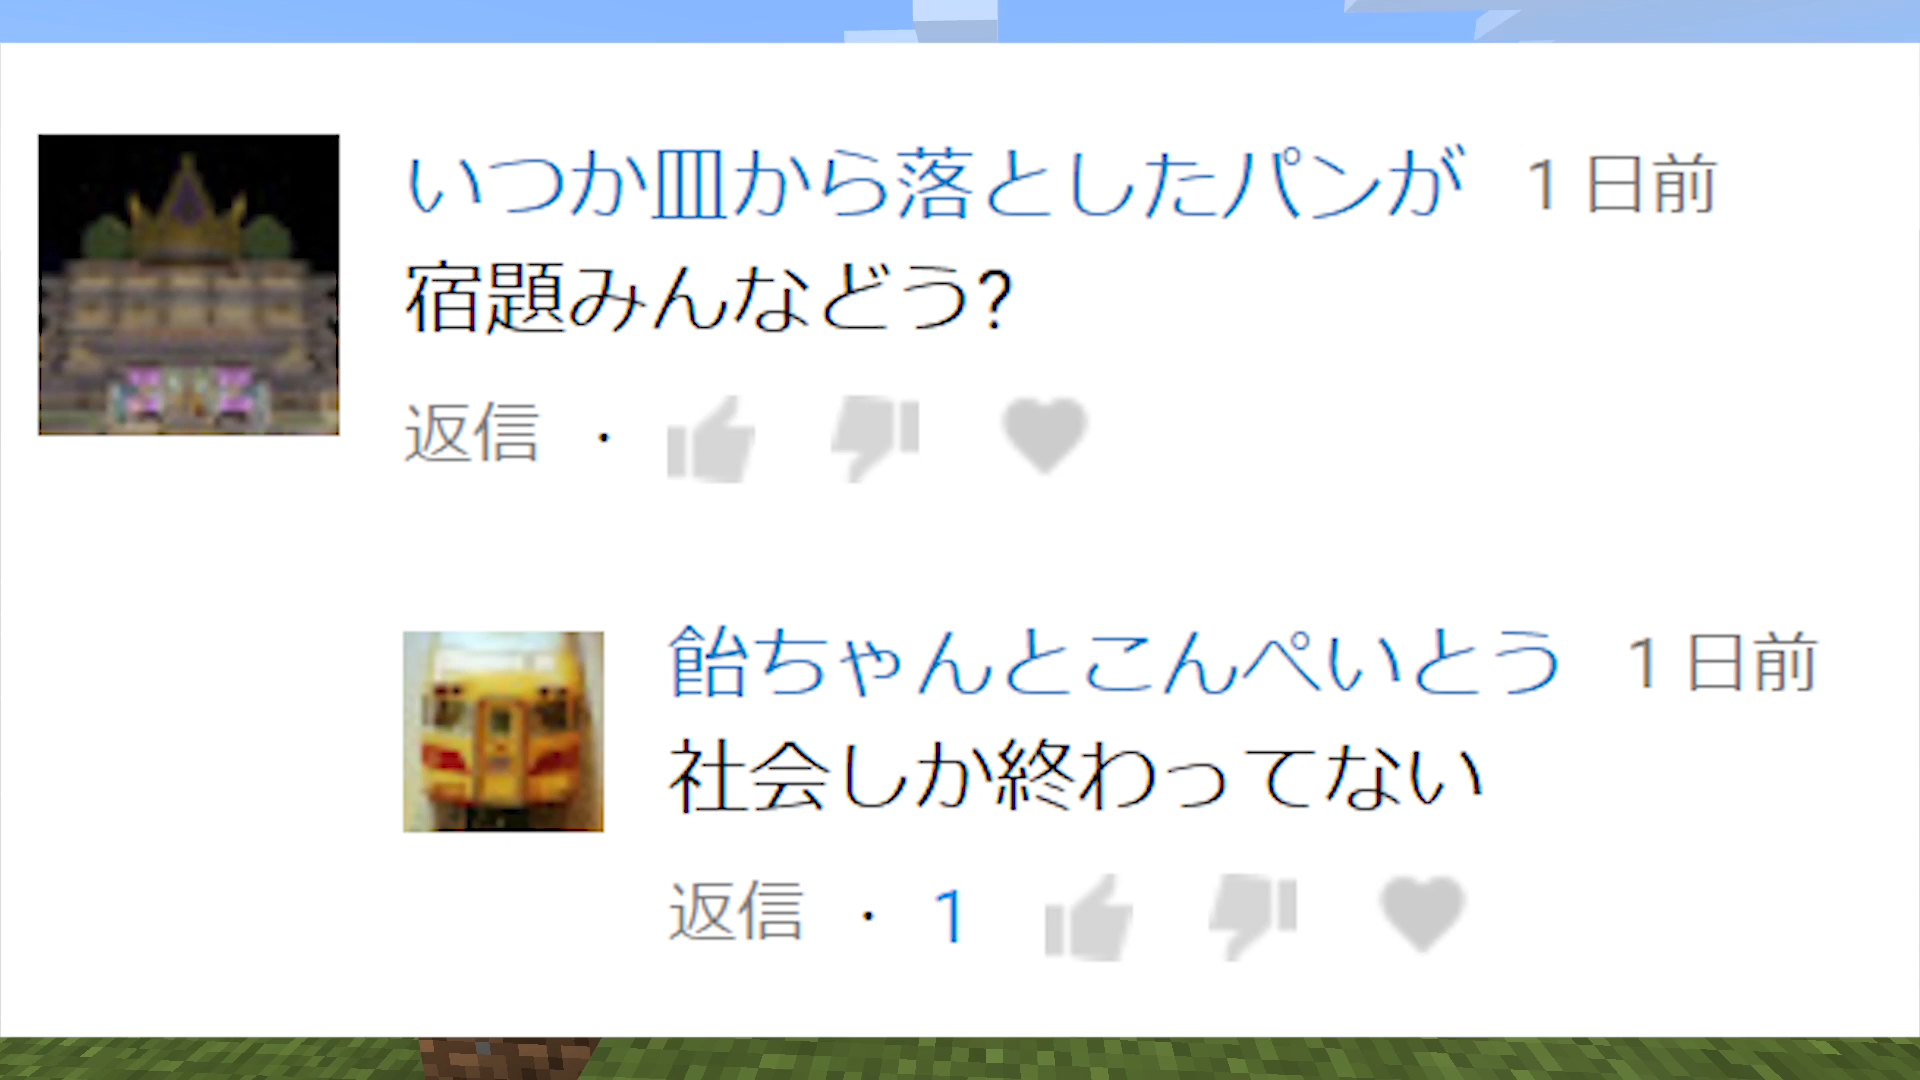 いつか皿から落としたパンが 1 日前
宿題みんなどう?
返信 ・
飴ちゃんとこんぺいとう 1 日前
社会しか終わってない
返信 ・ 1